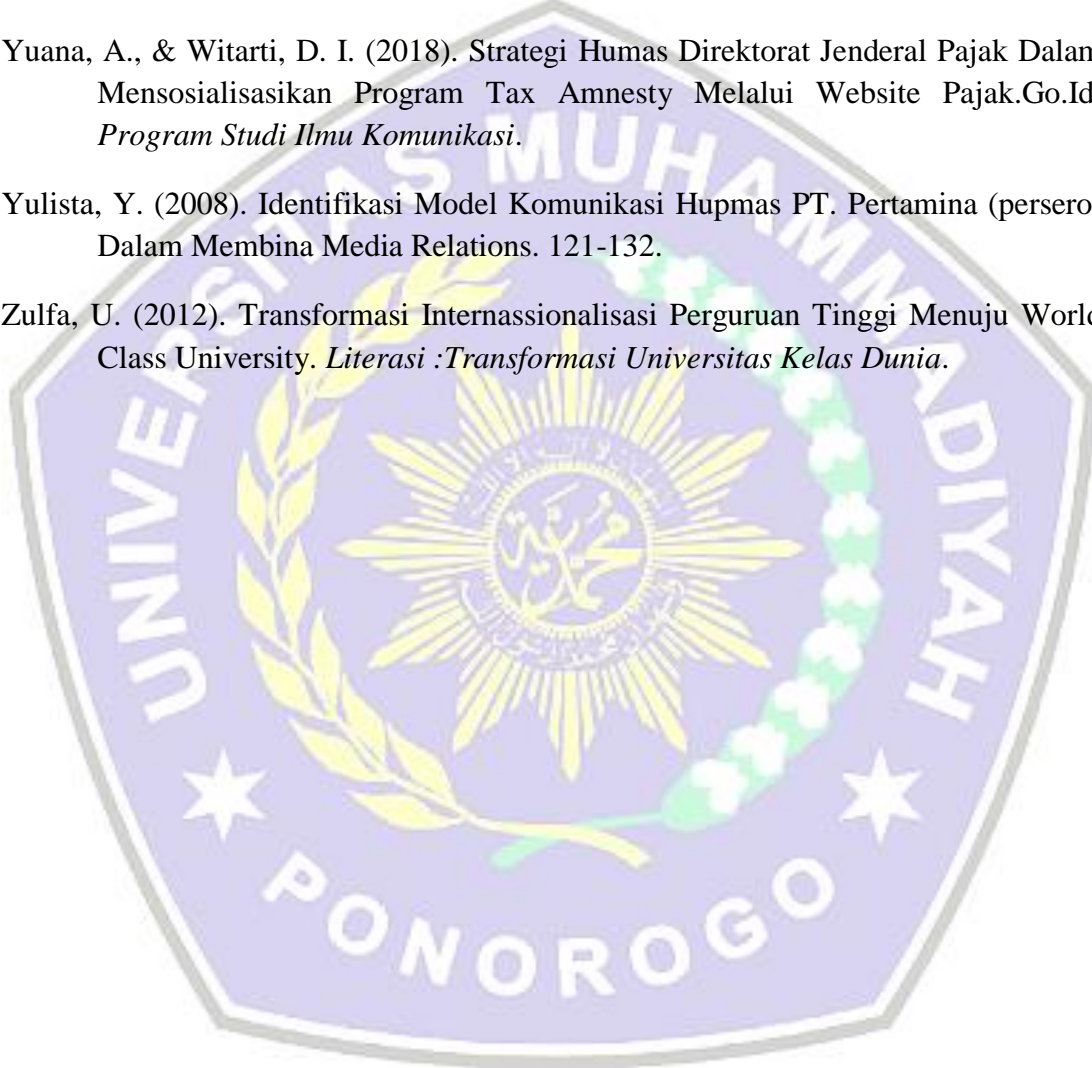 Yuana, A., & Witarti, D. I. (2018). Strategi Humas Direktorat Jenderal Pajak Dalam
Mensosialisasikan Program Tax Amnesty Melalui Website Pajak.Go.Id
Program Studi Ilmu Komunikasi.
Yulista, Y. (2008). Identifikasi Model Komunikasi Hupmas PT. Pertamina (persero
Dalam Membina Media Relations. 121-132.
Zulfa, U. (2012). Transformasi Internassionalisasi Perguruan Tinggi Menuju World
Class University. Literasi :Transformasi Universitas Kelas Dunia.
UNIVERSITAS MUHAMMADIYAH
محمدية
PONOROGO